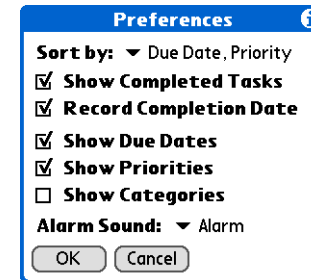 Preferences
Sort by: Due Date, Priority
Show Completed Tasks
Record Completion Date
Show Due Dates
Show Priorities
Show Categories
Alarm Sound: Alarm
OK Cancel